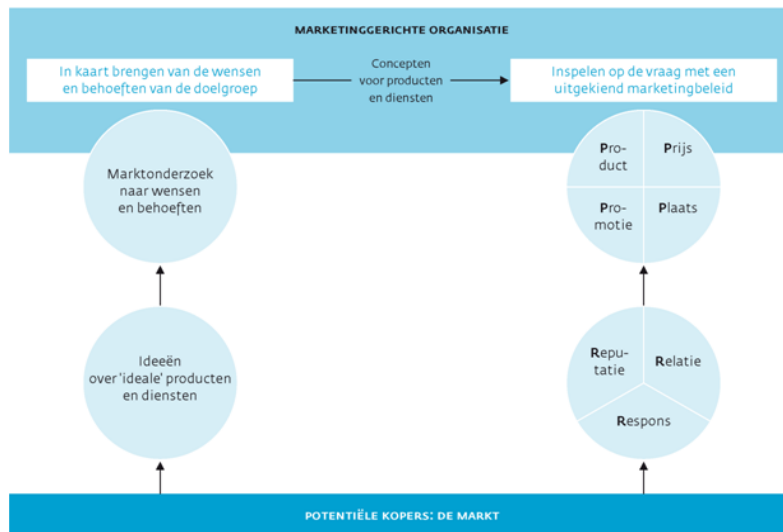 MARKETINGGERICHTE ORGANISATIE
In kaart brengen van de wensen
en behoeften van de doelgroep
Concepten
voor producten
en diensten
Inspelen op de vraag met een
uitgekiend marketingbeleid
Marktonderzoek
naar wensen
en behoeften
Pro-
duct
Prijs
Pro-
motie
Plaats
Ideeën
over 'ideale' producten
en diensten
Repu-
tatie
Relatie
Respons
POTENTIËLE KOPERS: DE MARKT